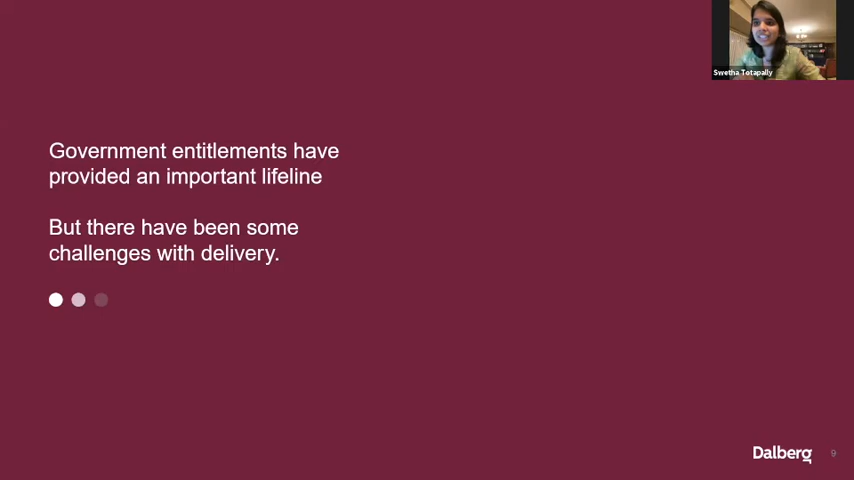 Swetha Totapally
Government entitlements have
provided an important lifeline
But there have been some
challenges with delivery.
Dalberg
9